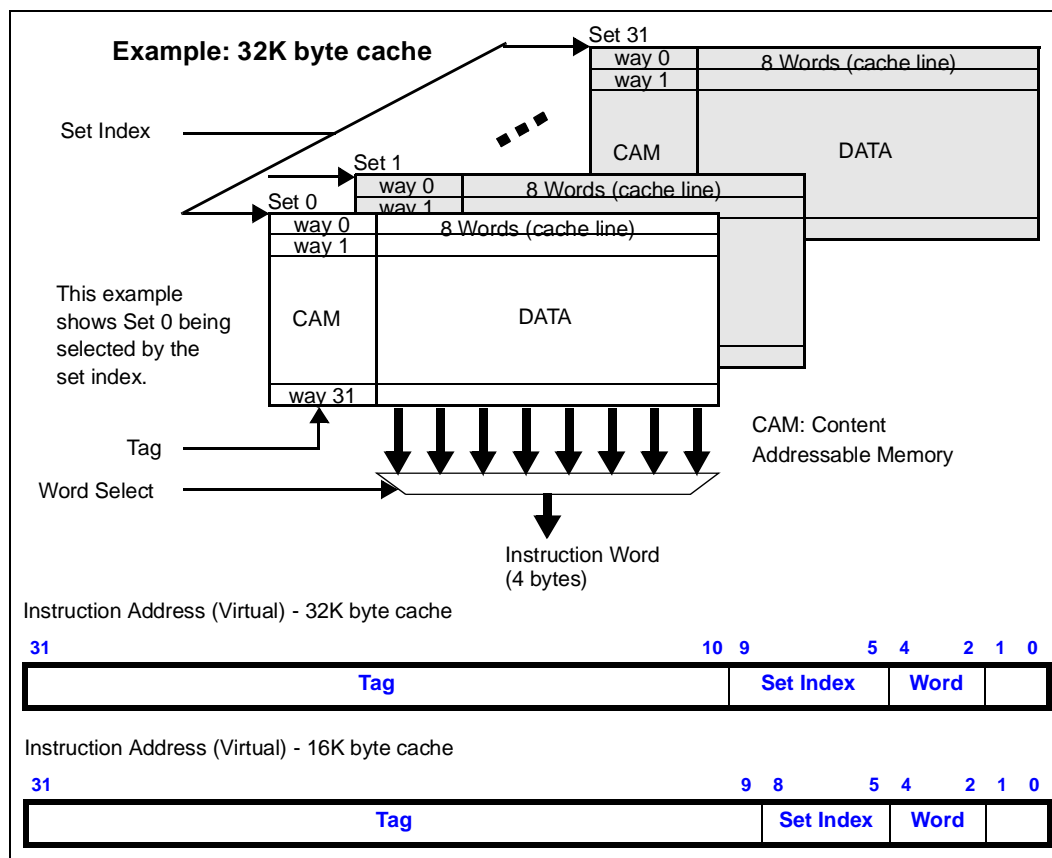 Example: 32K byte cache
Set 31
way 0
8 Words (cache line)
way 1
Set Index
CAM
DATA
Set 1
way 0
8 Words (cache line)
way 1
Set 0
way 0
8 Words (cache line)
way 1
This example
shows Set 0 being
selected by the
set index.
CAM
DATA
way 31
Tag
CAM: Content
Addressable Memory
Word Select
Instruction Word
(4 bytes)
Instruction Address (Virtual) - 32K byte cache
31 10 9 5 4 2 1 0
Tag Set Index Word
Instruction Address (Virtual) - 16K byte cache
31 9 8 5 4 2 1 0
Tag Set Index Word